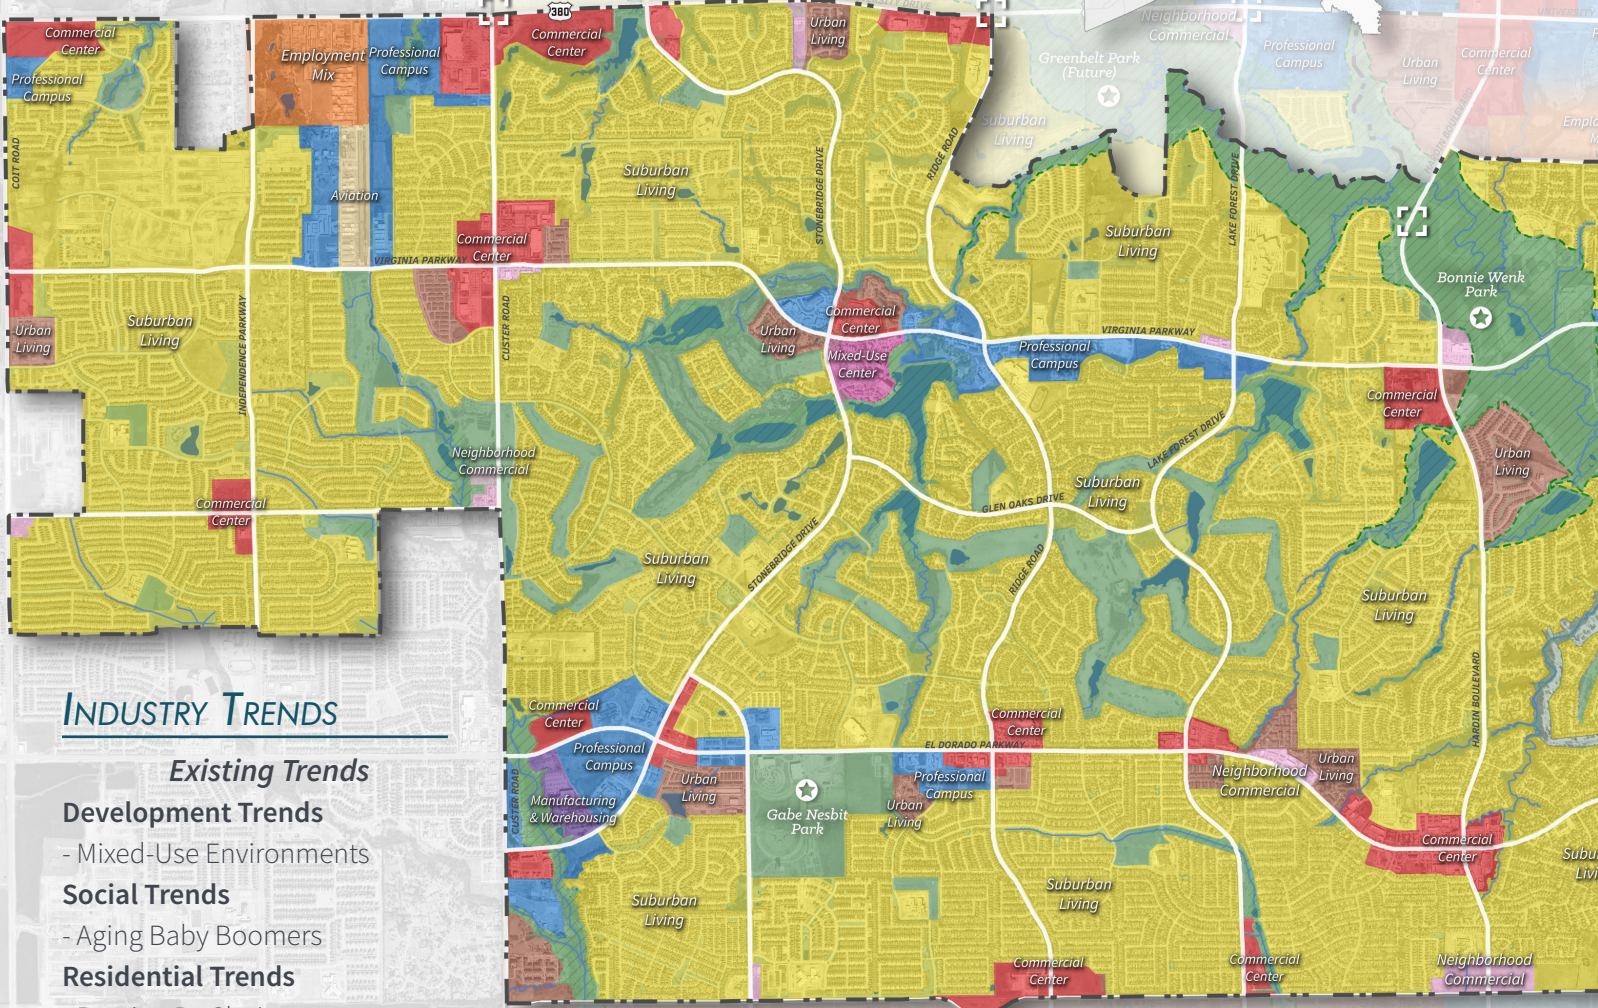 380
UNIVERSITY
Commercial
Center
Professional
Campus
Employment
Mix
Professional
Campus
Commercial
Center
Urban
Living
Neighborhood
Commercial
Professional
Campus
Greenbelt Park
(Future)
Urban
Living
Commercial
Center
Suburban
Living
COIT ROAD
Aviation
Suburban
Living
STONEBRIDGE DRIVE
RIDGE ROAD
LAKE FOREST DRIVE
Suburban
Living
Commercial
Center
VIRGINIA PARKWAY
Bonnie Wenk
Park
Urban
Living
Suburban
Living
INDEPENDENCE PARKWAY
CUSTER ROAD
Urban
Living
Commercial
Center
Mixed-Use
Center
VIRGINIA PARKWAY
Professional
Campus
Commercial
Center
LAKE FOREST DRIVE
Neighborhood
Commercial
Urban
Living
Suburban
Living
GLEN OAKS DRIVE
Commercial
Center
STONEBRIDGE DRIVE
Suburban
Living
RIDGE ROAD
Suburban
Living
HARDIN BOULEVARD
INDUSTRY TRENDS
Existing Trends
Development Trends
- Mixed-Use Environments
Social Trends
- Aging Baby Boomers
Residential Trends
Commercial
Center
Professional
Campus
Manufacturing
& Warehousing
CUSTER ROAD
Urban
Living
Gabe Nesbit
Park
EL DORADO PARKWAY
Commercial
Center
Professional
Campus
Urban
Living
Neighborhood
Commercial
Urban
Living
Commercial
Center
Suburban
Living
Suburban
Living
Commercial
Center
Commercial
Center
Neighborhood
Commercial